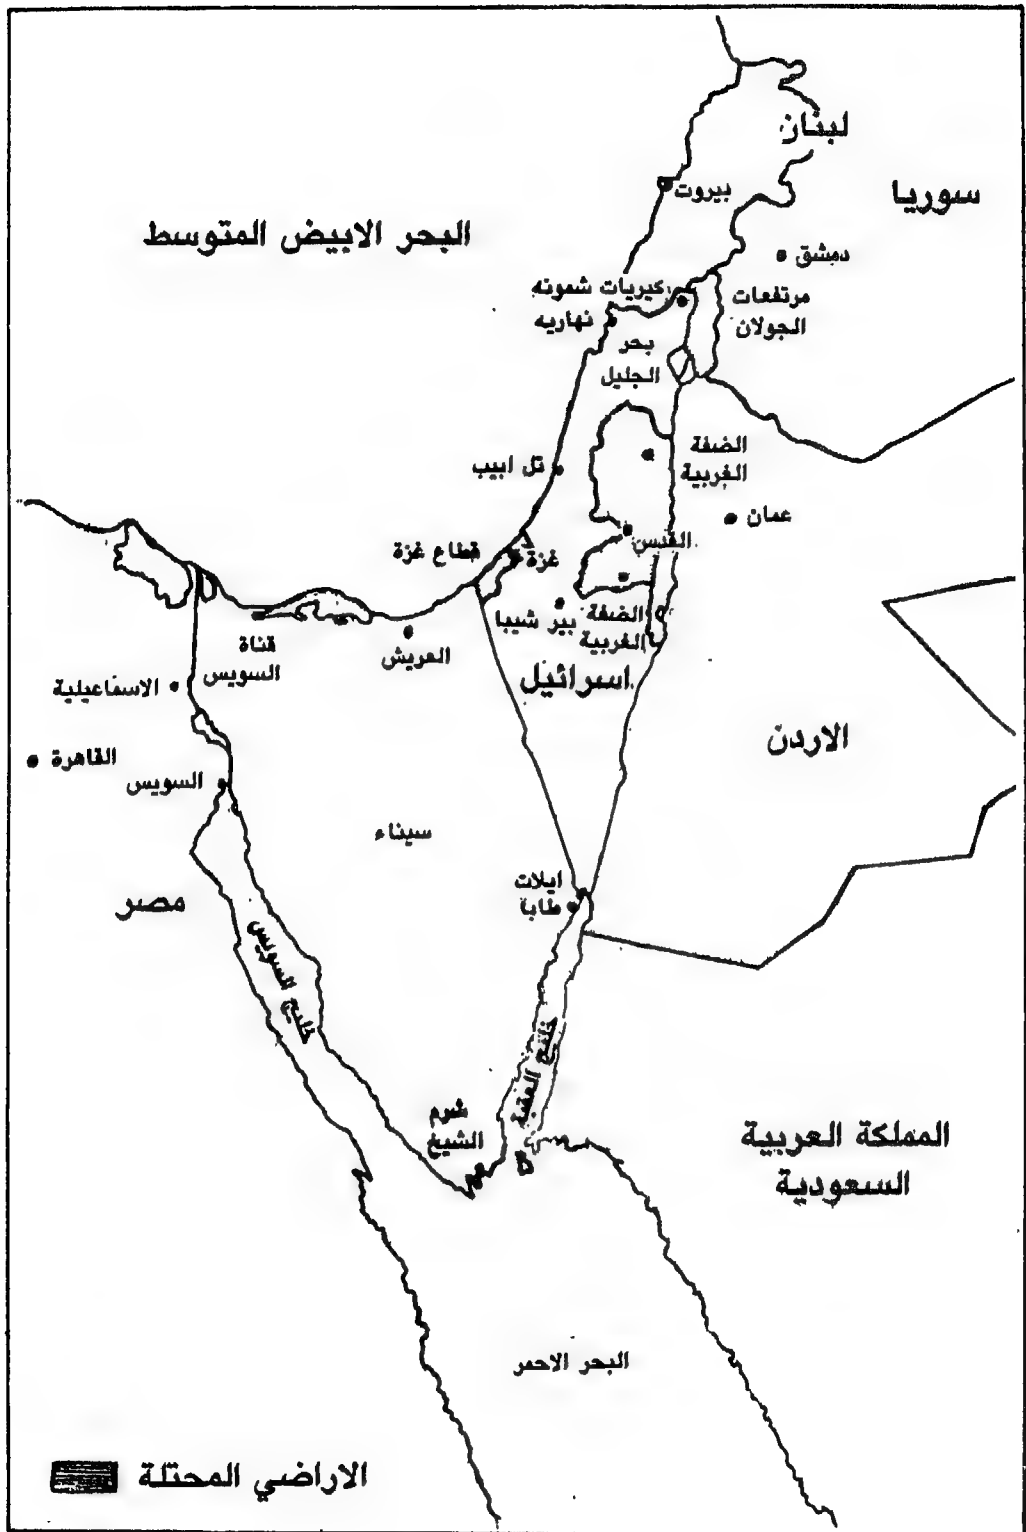 لبنان
سوريا
بيروت
البحر الابيض المتوسط
دمشق
كيريات شمونه
مرتفعات
الجولان
نهاريه
بحر
الجليل
الضفة
الغربية
تل ابيب
عمان
القدس
قطاع غزة
غزة
الضفة
الغربية
بير شيبا
قناة
السويس
العريش
اسرائيل
الاسماعيلية
الاردن
القاهرة
السويس
سيناء
ايلات
طابة
مصر
خليج السويس
خليج العقبة
شرم
الشيخ
المملكة العربية
السعودية
البحر الاحمر
الاراضي المحتلة